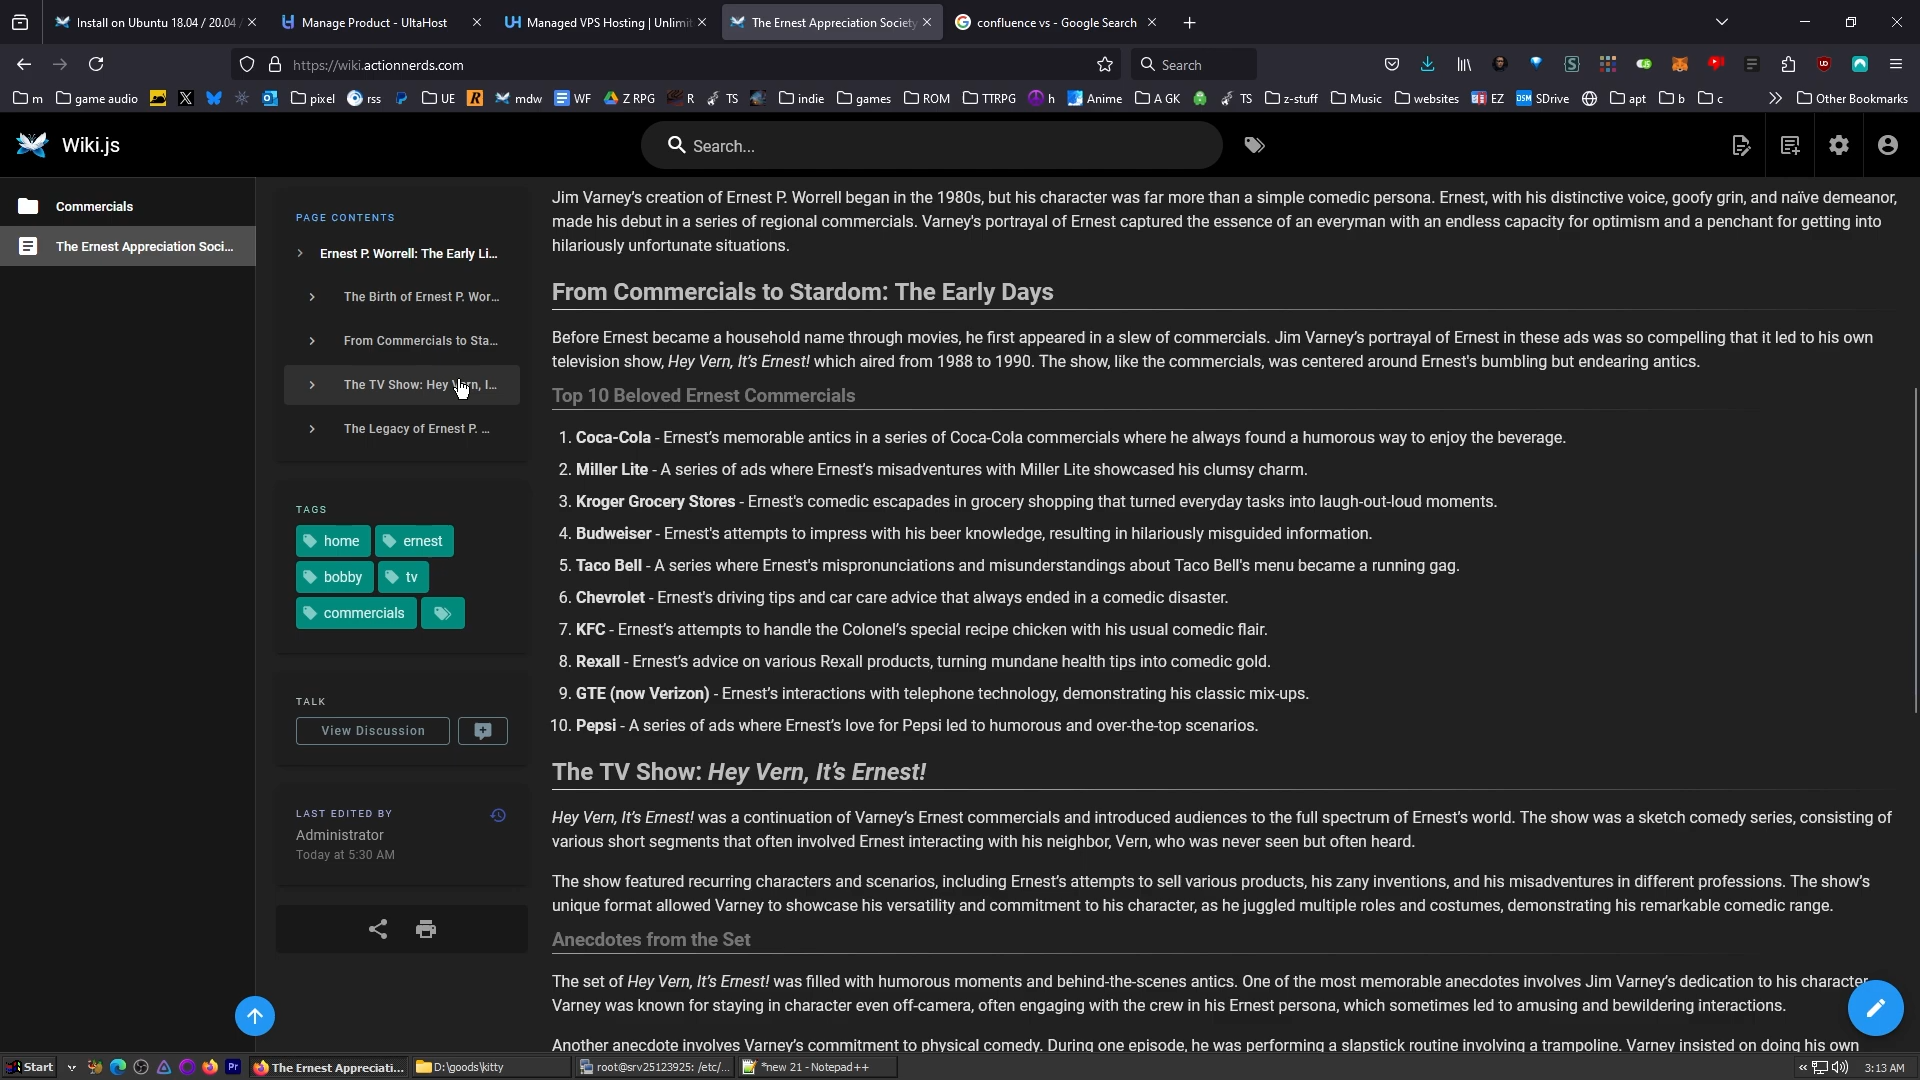 Install on Ubuntu 18.04 / 20.04
Manage Product - UltaHost
Managed VPS Hosting | Unlimit
The Ernest Appreciation Society
confluence vs - Google Search
https://wiki.actionnerds.com
Search
m
game audio
pixel
rss
UE
mdw
WF
Z RPG
R
TS
indie
games
ROM
TTRPG
h
Anime
A GK
TS
z-stuff
Music
websites
EZ
SDrive
apt
b
c
Other Bookmarks
Wiki.js
Search...
Commercials
The Ernest Appreciation Soci...
PAGE CONTENTS
Ernest P. Worrell: The Early Li...
The Birth of Ernest P. Wor...
From Commercials to Sta...
The TV Show: Hey Vern, I...
The Legacy of Ernest P. ...
TAGS
home
ernest
bobby
tv
commercials
TALK
View Discussion
LAST EDITED BY
Administrator
Today at 5:30 AM
Jim Varney's creation of Ernest P. Worrell began in the 1980s, but his character was far more than a simple comedic persona. Ernest, with his distinctive voice, goofy grin, and naïve demeanor,
made his debut in a series of regional commercials. Varney's portrayal of Ernest captured the essence of an everyman with an endless capacity for optimism and a penchant for getting into
hilariously unfortunate situations.
From Commercials to Stardom: The Early Days
Before Ernest became a household name through movies, he first appeared in a slew of commercials. Jim Varney's portrayal of Ernest in these ads was so compelling that it led to his own
television show, Hey Vern, It's Ernest! which aired from 1988 to 1990. The show, like the commercials, was centered around Ernest's bumbling but endearing antics.
Top 10 Beloved Ernest Commercials
1. Coca-Cola - Ernest's memorable antics in a series of Coca-Cola commercials where he always found a humorous way to enjoy the beverage.
2. Miller Lite - A series of ads where Ernest's misadventures with Miller Lite showcased his clumsy charm.
3. Kroger Grocery Stores - Ernest's comedic escapades in grocery shopping that turned everyday tasks into laugh-out-loud moments.
4. Budweiser - Ernest's attempts to impress with his beer knowledge, resulting in hilariously misguided information.
5. Taco Bell - A series where Ernest's mispronunciations and misunderstandings about Taco Bell's menu became a running gag.
6. Chevrolet - Ernest's driving tips and car care advice that always ended in a comedic disaster.
7. KFC - Ernest's attempts to handle the Colonel's special recipe chicken with his usual comedic flair.
8. Rexall - Ernest's advice on various Rexall products, turning mundane health tips into comedic gold.
9. GTE (now Verizon) - Ernest's interactions with telephone technology, demonstrating his classic mix-ups.
10. Pepsi - A series of ads where Ernest's love for Pepsi led to humorous and over-the-top scenarios.
The TV Show: Hey Vern, It's Ernest!
Hey Vern, It's Ernest! was a continuation of Varney's Ernest commercials and introduced audiences to the full spectrum of Ernest's world. The show was a sketch comedy series, consisting of
various short segments that often involved Ernest interacting with his neighbor, Vern, who was never seen but often heard.
The show featured recurring characters and scenarios, including Ernest's attempts to sell various products, his zany inventions, and his misadventures in different professions. The show's
unique format allowed Varney to showcase his versatility and commitment to his character, as he juggled multiple roles and costumes, demonstrating his remarkable comedic range.
Anecdotes from the Set
The set of Hey Vern, It's Ernest! was filled with humorous moments and behind-the-scenes antics. One of the most memorable anecdotes involves Jim Varney's dedication to his character
Varney was known for staying in character even off-camera, often engaging with the crew in his Ernest persona, which sometimes led to amusing and bewildering interactions.
Another anecdote involves Varney's commitment to physical comedy. During one episode, he was performing a slapstick routine involving a trampoline. Varney insisted on doing his own
Start
The Ernest Appreciati...
D:\goods\kitty
root@srv25123925: /etc/...
*new 21 - Notepad++
3:13 AM